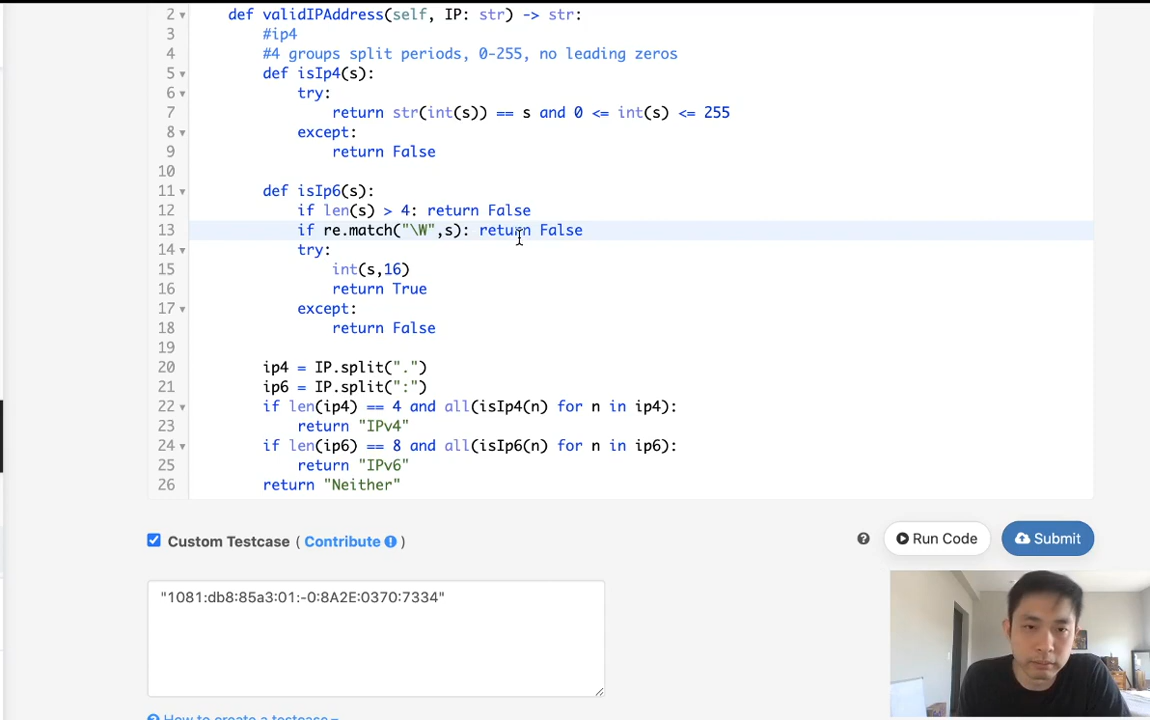 2 def validIPAddress(self, IP: str) -> str:
3 #ip4
4 #4 groups split periods, 0-255, no leading zeros
5 def isIp4(s):
6 try:
7 return str(int(s)) == s and 0 <= int(s) <= 255
8 except:
9 return False
10
11 def isIp6(s):
12 if len(s) > 4: return False
13 if re.match("\W",s): return False
14 try:
15 int(s,16)
16 return True
17 except:
18 return False
19
20 ip4 = IP.split(".")
21 ip6 = IP.split(":")
22 if len(ip4) == 4 and all(isIp4(n) for n in ip4):
23 return "IPv4"
24 if len(ip6) == 8 and all(isIp6(n) for n in ip6):
25 return "IPv6"
26 return "Neither"
Custom Testcase ( Contribute )
Run Code
Submit
"1081:db8:85a3:01:-0:8A2E:0370:7334"
How to create a testcase